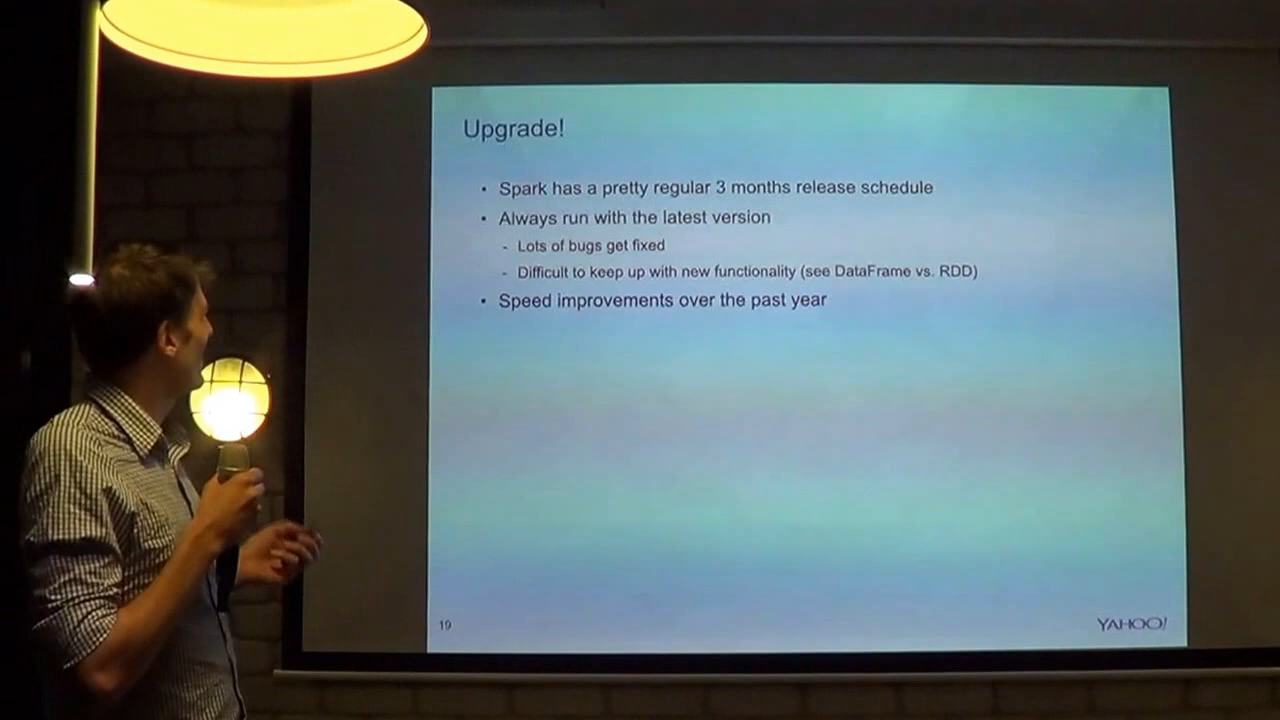 Upgrade!
• Spark has a pretty regular 3 months release schedule
• Always run with the latest version
- Lots of bugs get fixed
- Difficult to keep up with new functionality (see DataFrame vs. RDD)
• Speed improvements over the past year
19
YAHOO!